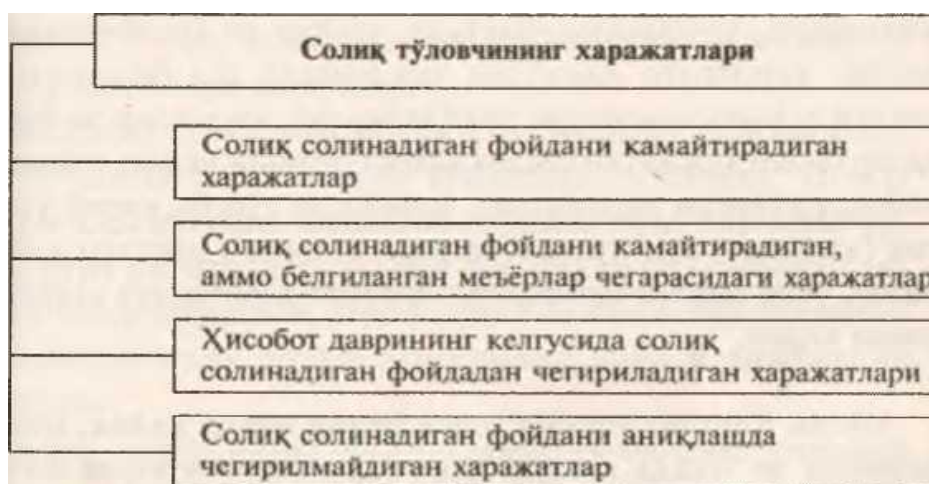 Солиқ тўловчининг харажатлари
Солиқ солинадиган фойдани камайтирадиган
харажатлар
Солиқ солинадиган фойдани камайтирадиган,
аммо белгиланган меъёрлар чегарасидаги харажатлар
Ҳисобот даврининг келгусида солиқ
солинадиган фойдадан чегириладиган харажатлари
Солиқ солинадиган фойдани аниқлашда
чегирилмайдиган харажатлар